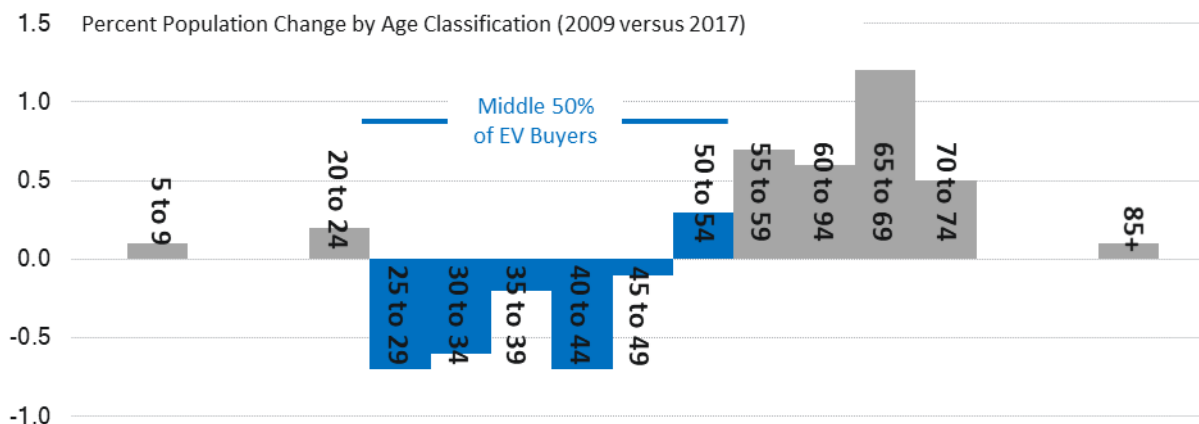 Percent Population Change by Age Classification (2009 versus 2017)
1.5
1.0
0.5
0.0
-0.5
-1.0
Middle 50%
of EV Buyers
5 to 9
20 to 24
25 to 29
30 to 34
35 to 39
40 to 44
45 to 49
50 to 54
55 to 59
60 to 94
65 to 69
70 to 74
85+